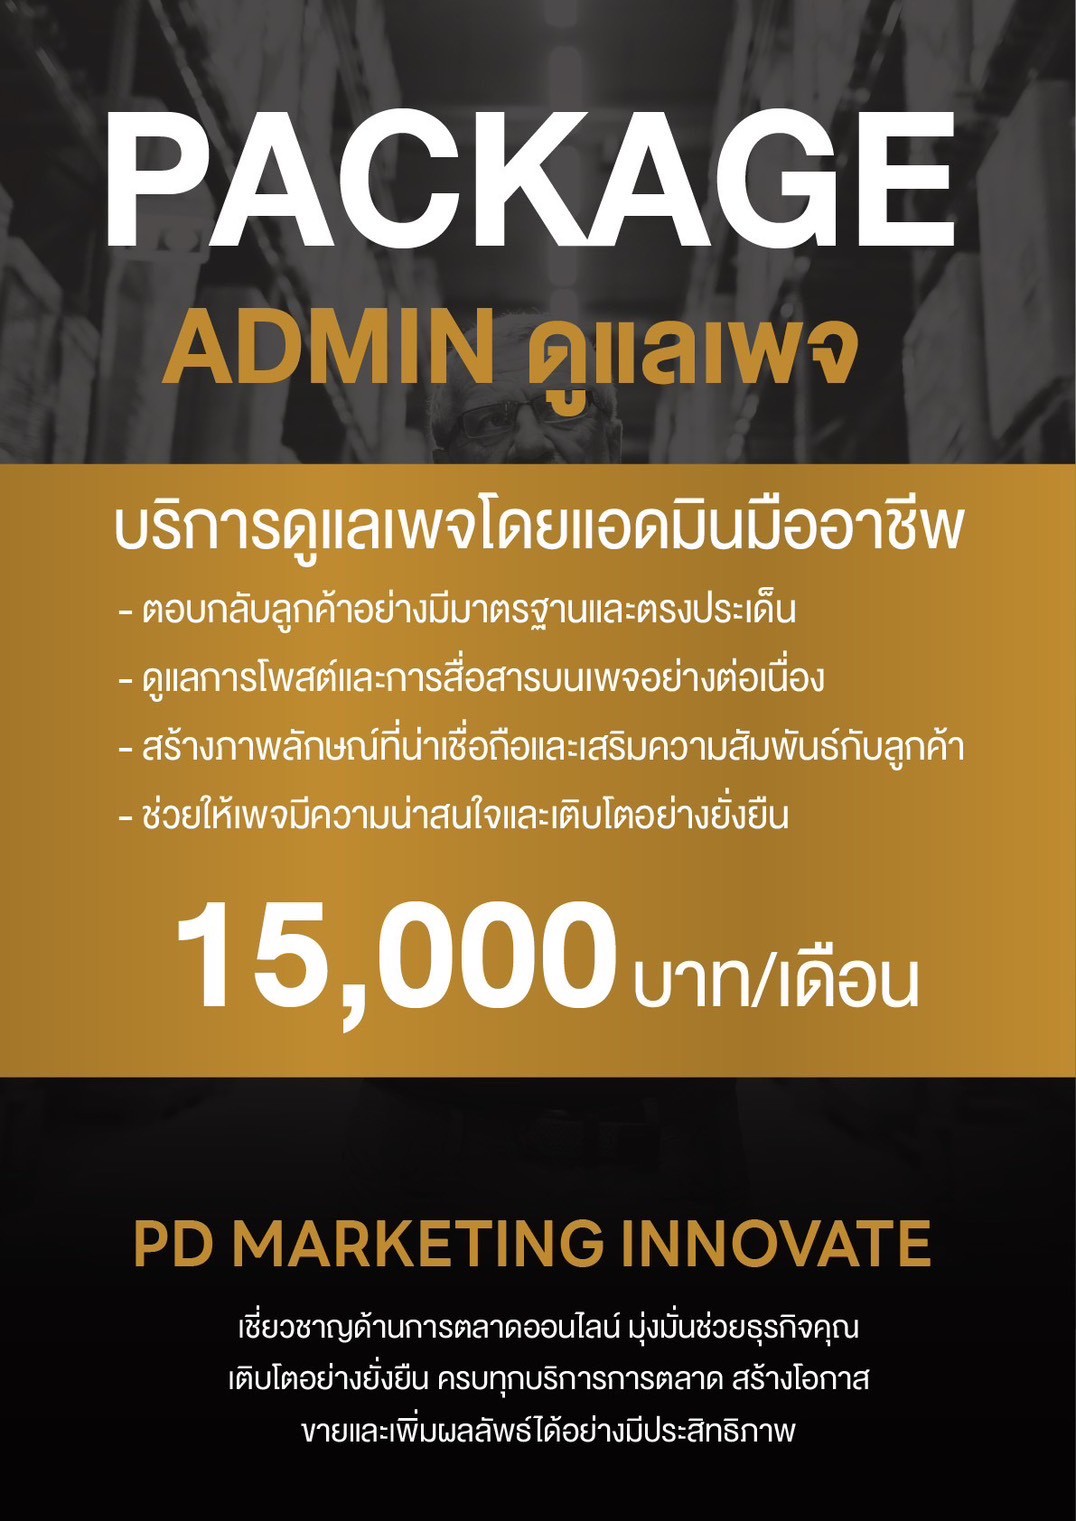 PACKAGE
ADMIN ดูแลเพจ
บริการดูแลเพจโดยแอดมินมืออาชีพ
- ตอบกลับลูกค้าอย่างมีมาตรฐานและตรงประเด็น
- ดูแลการโพสต์และการสื่อสารบนเพจอย่างต่อเนื่อง
- สร้างภาพลักษณ์ที่น่าเชื่อถือและเสริมความสัมพันธ์กับลูกค้า
- ช่วยให้เพจมีความน่าสนใจและเติบโตอย่างยั่งยืน
15,000 บาท/เดือน
PD MARKETING INNOVATE
เชี่ยวชาญด้านการตลาดออนไลน์ มุ่งมั่นช่วยธุรกิจคุณ
เติบโตอย่างยั่งยืน ครบทุกบริการการตลาด สร้างโอกาส
ขายและเพิ่มผลลัพธ์ได้อย่างมีประสิทธิภาพ